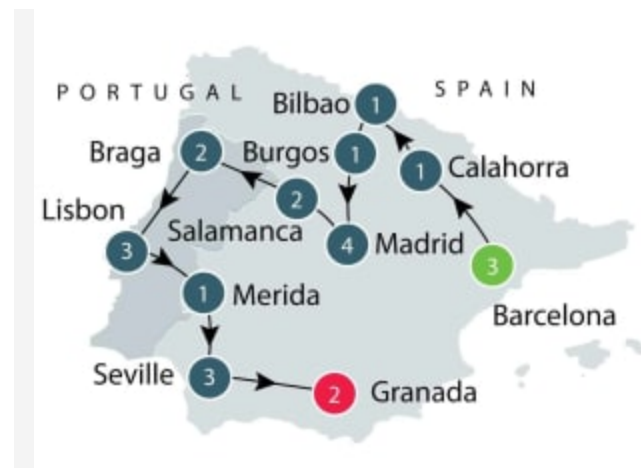 PORTUGAL
SPAIN
Bilbao 1
Braga 2
Burgos 1
1 Calahorra
2
Salamanca
Lisbon
3
4 Madrid
3
Barcelona
1 Merida
Seville 3
2 Granada